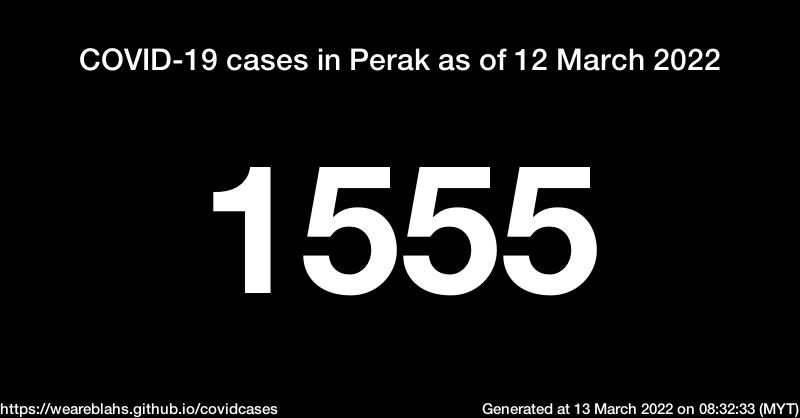 COVID-19 cases in Perak as of 12 March 2022
1555
https://weareblahs.github.io/covidcases
Generated at 13 March 2022 on 08:32:33 (MYT)